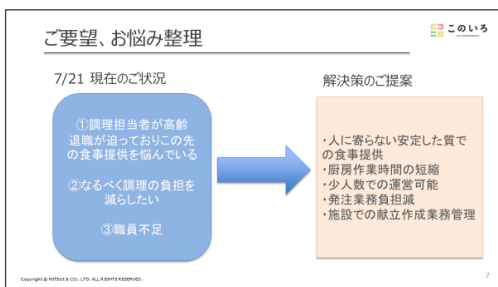 ご要望、お悩み整理
このいろ
7/21 現在のご状況
①調理担当者が高齢
退職が迫っておりこの先
の食事提供を悩んでいる
②なるべく調理の負担を
減らしたい
③職員不足
解決策のご提案
・人に寄らない安定した質で
の食事提供
・厨房作業時間の短縮
・少人数での運営可能
・発注業務負担減
・施設での献立作成業務管理
Copyright © MITSUI & CO., LTD. ALL RIGHTS RESERVED.
7